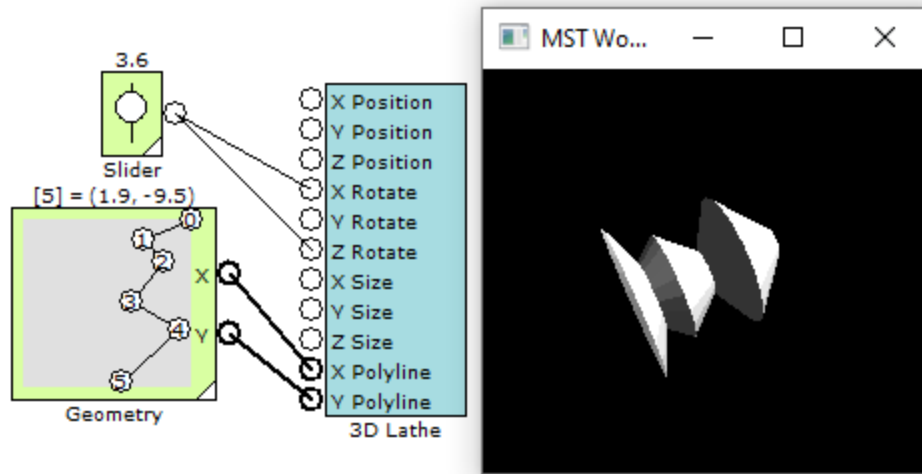 MST Wo...
3.6
Slider
[5] = (1.9, -9.5)
0
1
2
3
4
5
X
Y
Geometry
X Position
Y Position
Z Position
X Rotate
Y Rotate
Z Rotate
X Size
Y Size
Z Size
X Polyline
Y Polyline
3D Lathe